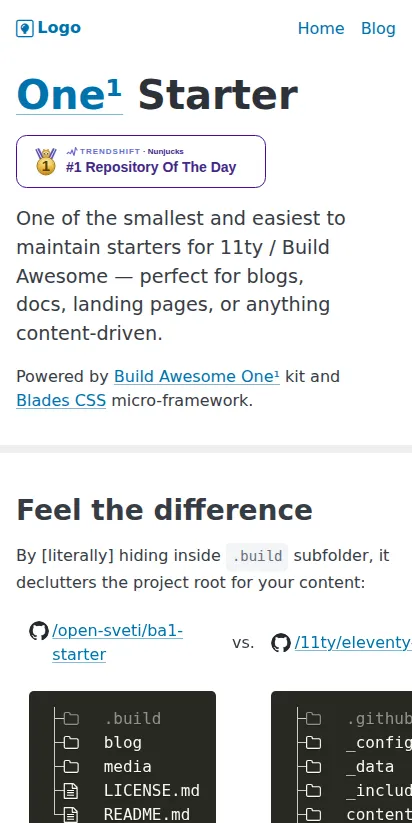 Logo Home Blog
One¹ Starter
TRENDSHIFT · Nunjucks
1 #1 Repository Of The Day
One of the smallest and easiest to
maintain starters for 11ty / Build
Awesome — perfect for blogs,
docs, landing pages, or anything
content-driven.
Powered by Build Awesome One¹ kit and
Blades CSS micro-framework.
Feel the difference
By [literally] hiding inside .build subfolder, it
declutters the project root for your content:
/open-sveti/ba1-
starter
vs.
/11ty/eleventy-
.build
blog
media
LICENSE.md
README.md
.github
_config
_data
_includ
content